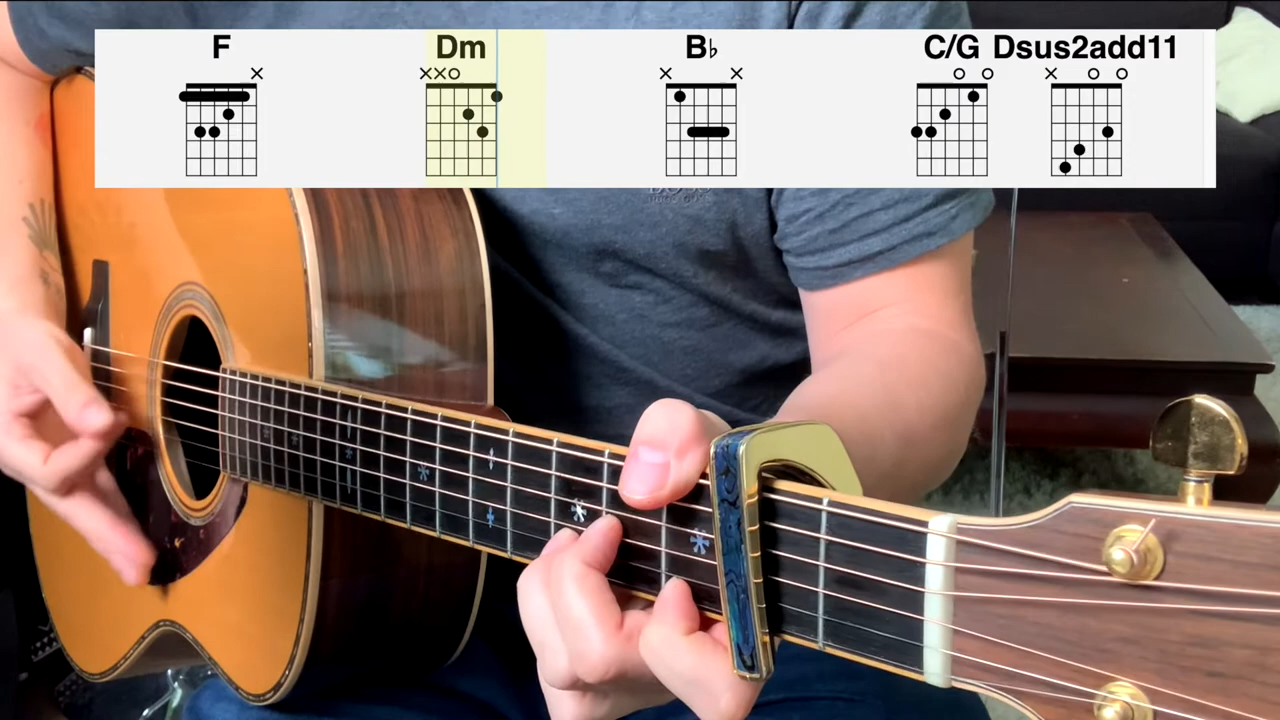 F Dm B♭ C/G Dsus2add11
× ××o × × o o × o o